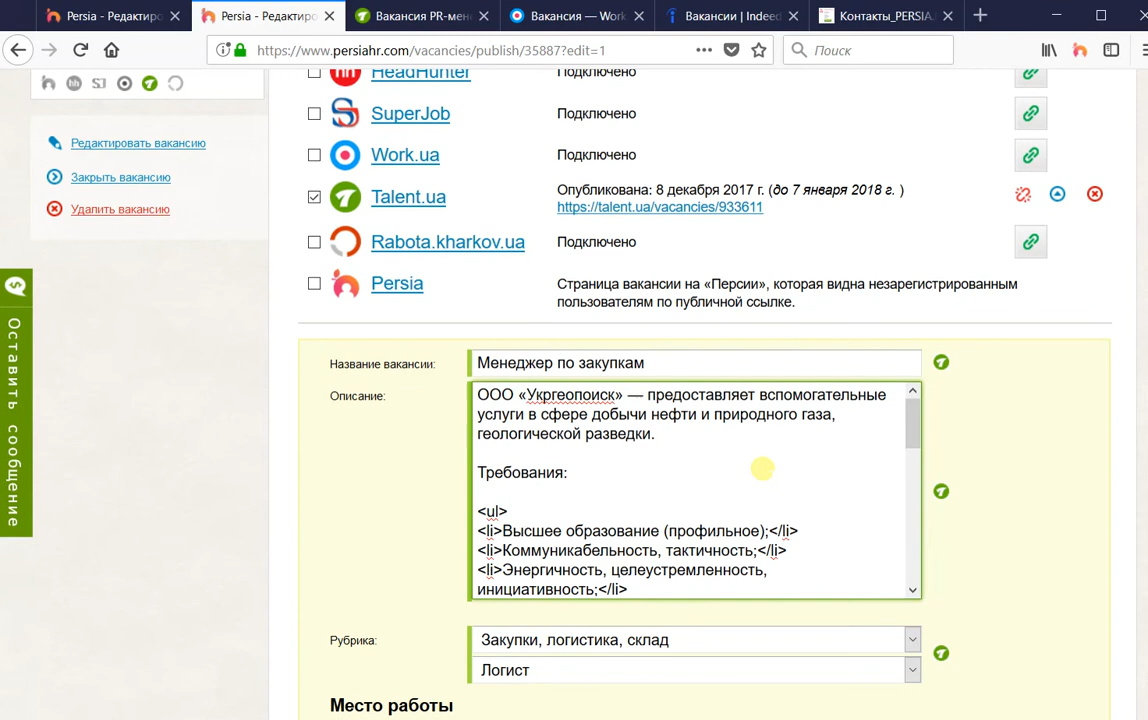 Persia - Редактиро
Persia - Редактиро
Вакансия PR-мен
Вакансия — Work
Вакансии | Indeed
Контакты_PERSIA.
https://www.persiahr.com/vacancies/publish/35887?edit=1
Поиск
HeadHunter
Подключено
Редактировать вакансию
Закрыть вакансию
Удалить вакансию
SuperJob
Подключено
Work.ua
Подключено
Talent.ua
Опубликована: 8 декабря 2017 г. (до 7 января 2018 г. )
https://talent.ua/vacancies/933611
Rabota.kharkov.ua
Подключено
Persia
Страница вакансии на «Персии», которая видна незарегистрированным
пользователям по публичной ссылке.
Оставить сообщение
Название вакансии:
Менеджер по закупкам
Описание:
ООО «Укргеопоиск» — предоставляет вспомогательные
услуги в сфере добычи нефти и природного газа,
геологической разведки.
Требования:
<ul>
<li>Высшее образование (профильное);</li>
<li>Коммуникабельность, тактичность;</li>
<li>Энергичность, целеустремленность,
инициативность;</li>
Рубрика:
Закупки, логистика, склад
Логист
Место работы